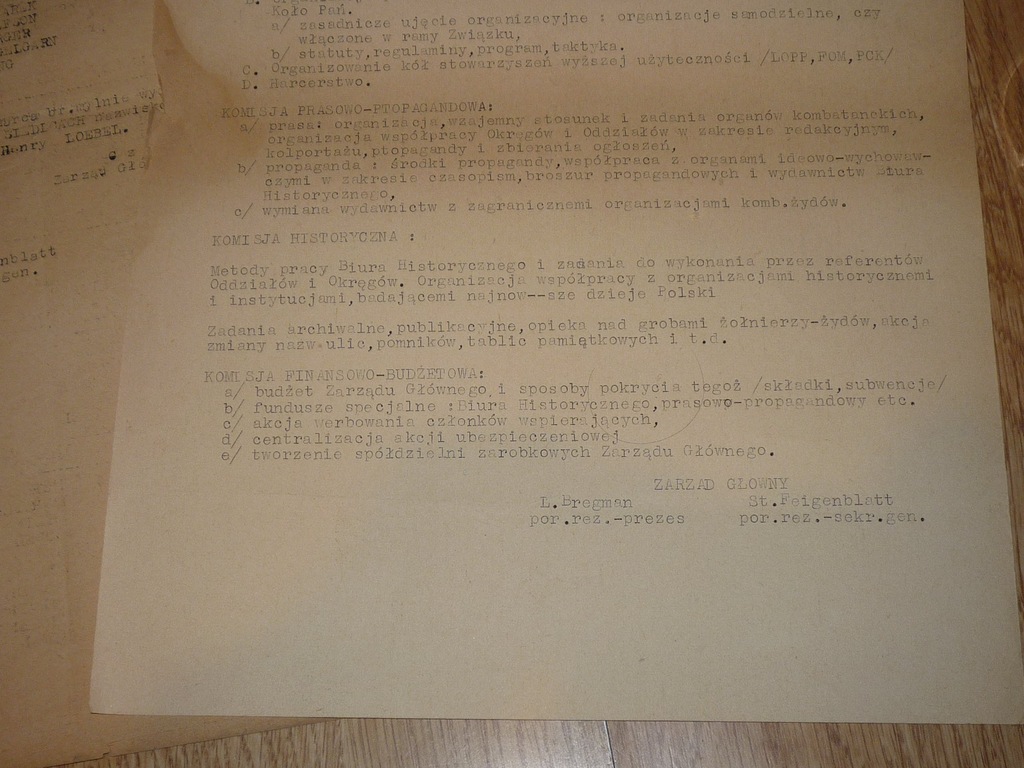 Koło Pań.
a/ zasadnicze ujęcie organizacyjne : organizacje samodzielne, czy
włączone w ramy Związku,
b/ statuty,regulaminy,program,taktyka.
C. Organizowanie kół stowarzyszeń wyższej użyteczności /LOPP,FOM,PCK/
D. Harcerstwo.
KOMISJA PRASOWO-PTOPAGANDOWA:
a/ prasa: organizacja,wzajemny stosunek i zadania organów kombatanckich,
organizacja współpracy Okręgów i Oddziałów w zakresie redakcyjnym,
kolportażu,ptopagandy i zbierania ogłoszeń,
b/ propaganda : środki propagandy,współpraca z organami ideowo-wychowaw-
czymi w zakresie czasopism,broszur propagandowych i wydawnictw Biura
Historycznego,
c/ wymiana wydawnictw z zagranicznemi organizacjami komb.żydów.
KOMISJA HISTORYCZNA :
Metody pracy Biura Historycznego i zadania do wykonania przez referentów
Oddziałów i Okręgów. Organizacja współpracy z organizacjami historycznemi
i instytucjami,badającemi najnow--sze dzieje Polski
Zadania archiwalne,publikacyjne,opieka nad grobami żołnierzy-żydów,akcja
zmiany nazw.ulic,pomników,tablic pamiątkowych i t.d.
KOMISJA FINANSOWO-BUDŻETOWA:
a/ budżet Zarządu Głównego i sposoby pokrycia tegoż /składki,subwencje/
b/ fundusze specjalne :Biura Historycznego,prasowo-propagandowy etc.
c/ akcja werbowania członków wspierających,
d/ centralizacja akcji ubezpieczeniowej
e/ tworzenie spółdzielni zarobkowych Zarządu Głównego.
ZARZAD GLOWNY
L.Bregman St.Feigenblatt
por.rez.-prezes por.rez.-sekr.gen.
Henry LOEBEL.
nblatt
gen.